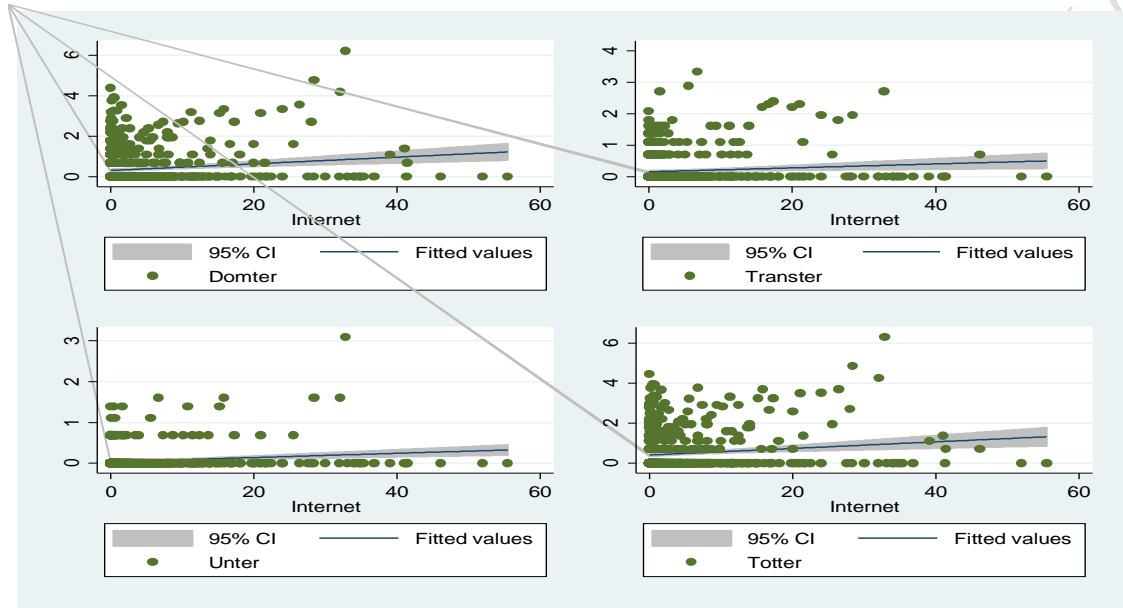 0 2 4 6
0 20 40 60
Internet
95% CI Fitted values
Domter
0 1 2 3 4
0 20 40 60
Internet
95% CI Fitted values
Transter
0 1 2 3
0 20 40 60
Internet
95% CI Fitted values
Unter
0 2 4 6
0 20 40 60
Internet
95% CI Fitted values
Totter